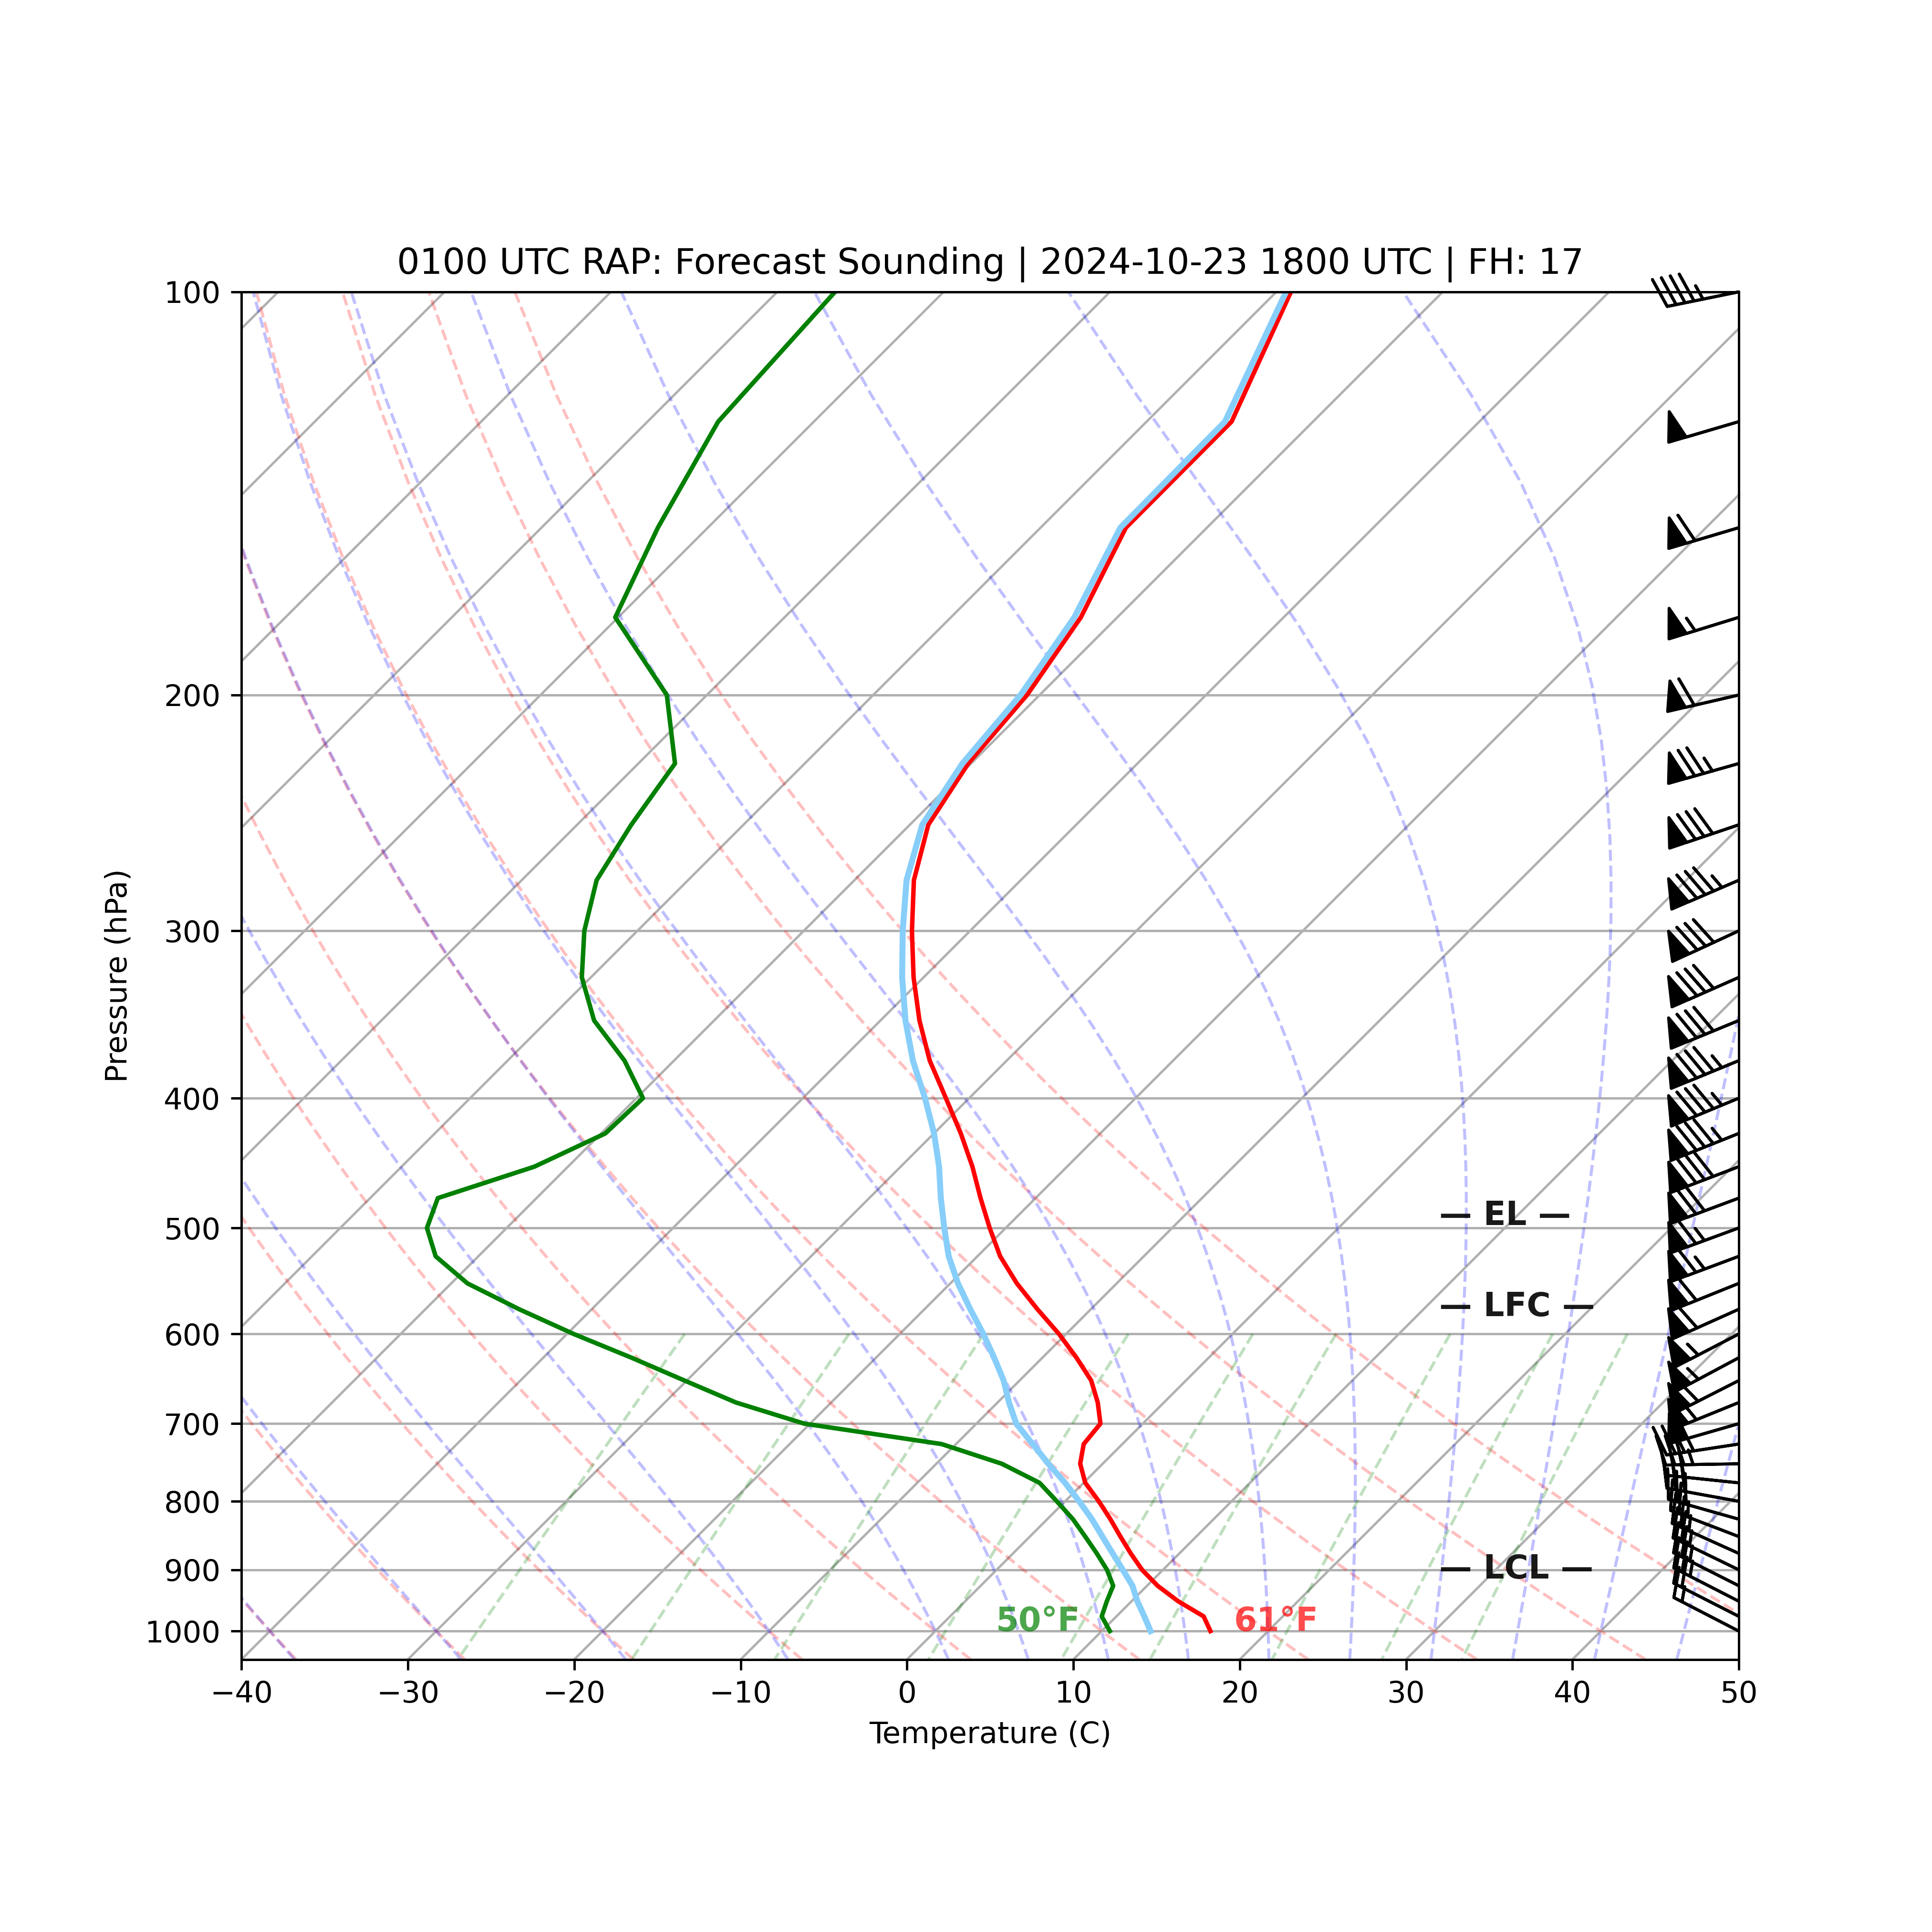 0100 UTC RAP: Forecast Sounding | 2024-10-23 1800 UTC | FH: 17
100
200
300
400
500
600
700
800
900
1000
Pressure (hPa)
— EL —
— LFC —
— LCL —
50°F
61°F
−40 −30 −20 −10 0 10 20 30 40 50
Temperature (C)